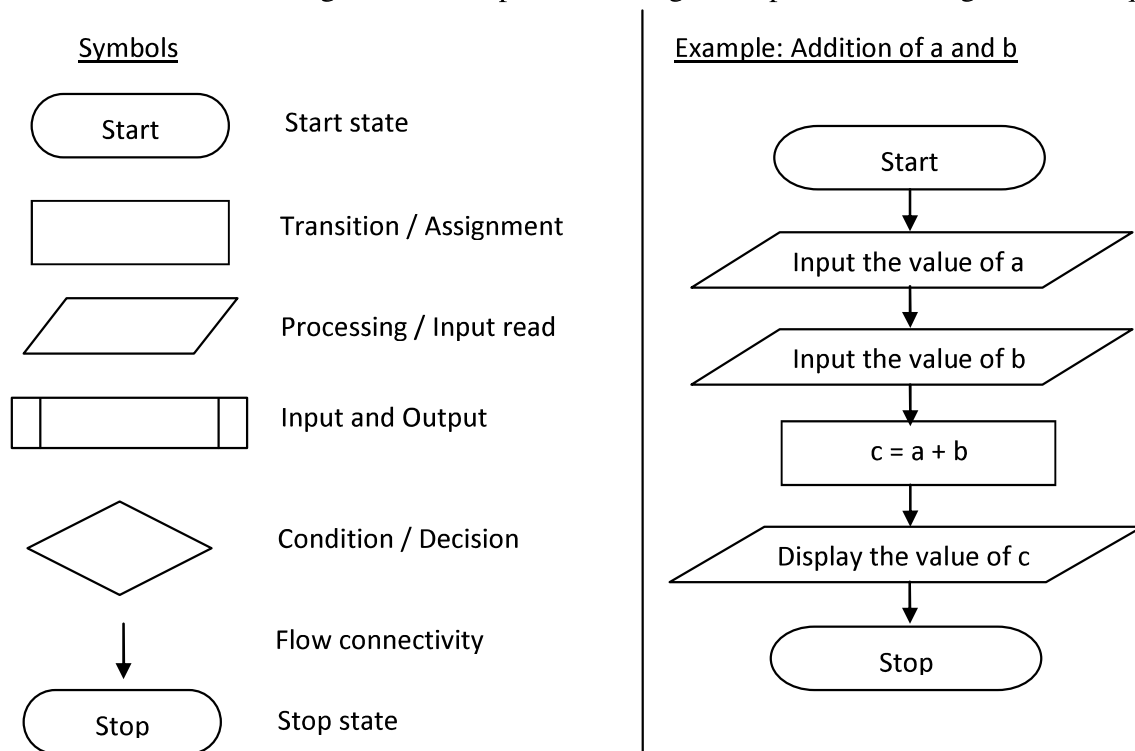 Symbols
Start
Start state
Transition / Assignment
Processing / Input read
Input and Output
Condition / Decision
Flow connectivity
Stop
Stop state
Example: Addition of a and b
Start
Input the value of a
Input the value of b
c = a + b
Display the value of c
Stop